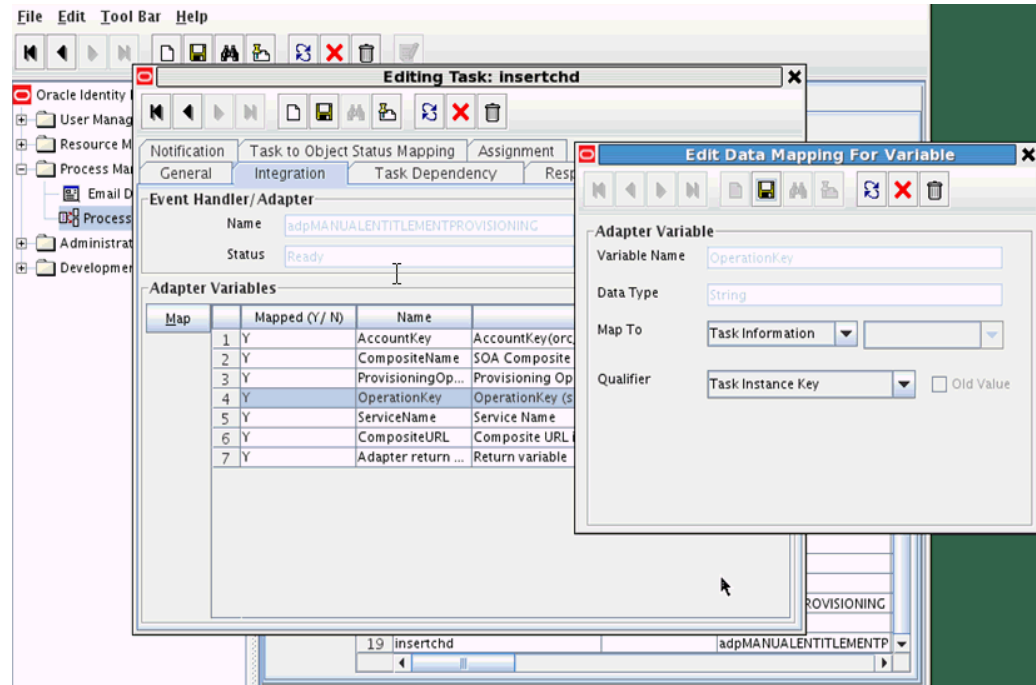 File Edit Tool Bar Help
Editing Task: insertchd
Oracle Identity
User Manag
Resource M
Process Ma
Email D
Process
Administrat
Developmer
Notification Task to Object Status Mapping Assignment
General Integration Task Dependency Resp
Event Handler/Adapter
Name adpMANUALENTITLEMENTPROVISIONING
Status Ready
Adapter Variables
Map Mapped (Y/ N) Name
1 Y AccountKey AccountKey(orc
2 Y CompositeName SOA Composite
3 Y ProvisioningOp... Provisioning Op
4 Y OperationKey OperationKey (s
5 Y ServiceName Service Name
6 Y CompositeURL Composite URL i
7 Y Adapter return ... Return variable
Edit Data Mapping For Variable
Adapter Variable
Variable Name OperationKey
Data Type String
Map To Task Information
Qualifier Task Instance Key Old Value
ROVISIONING
19 insertchd adpMANUALENTITLEMENTP